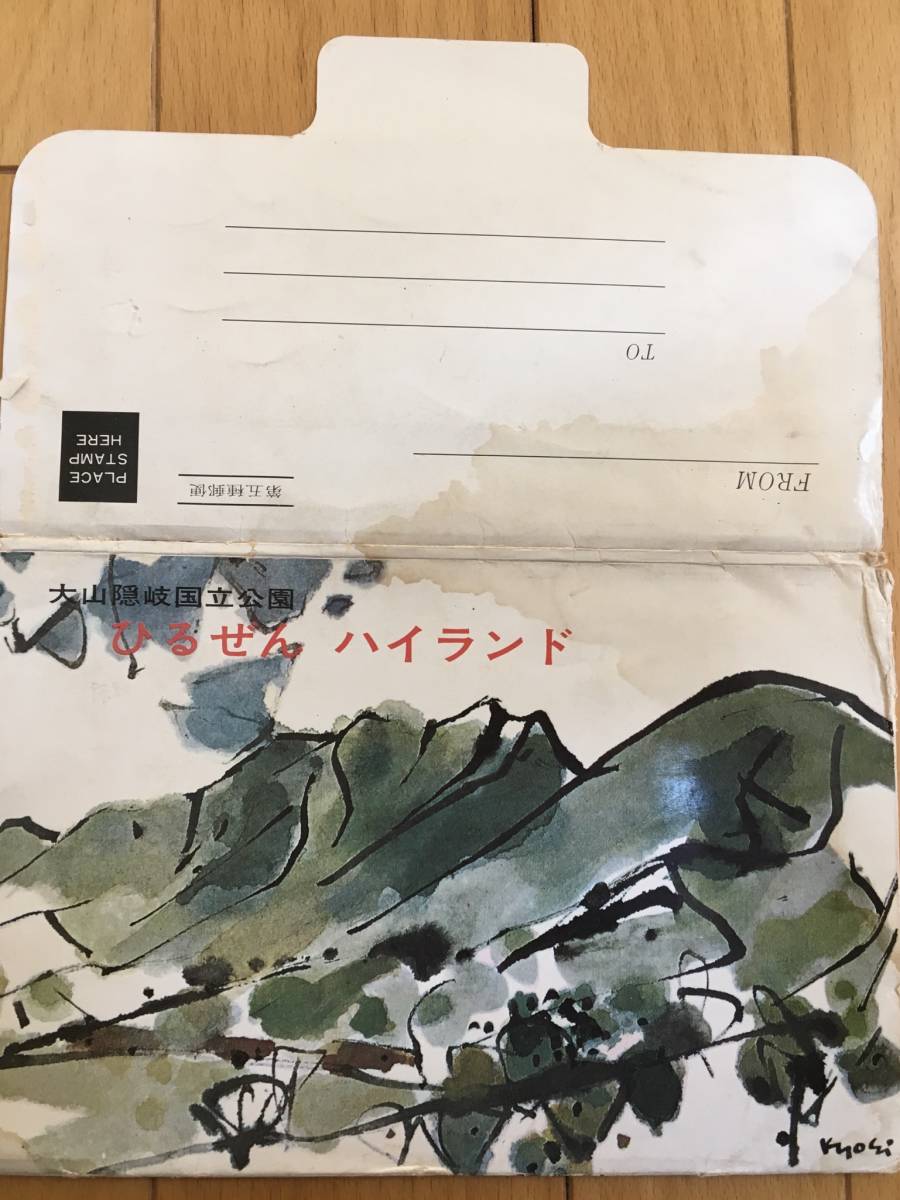 TO
FROM
第五種郵便
PLACE
STAMP
HERE
大山隠岐国立公園
ひるぜん ハイランド
Kyoki